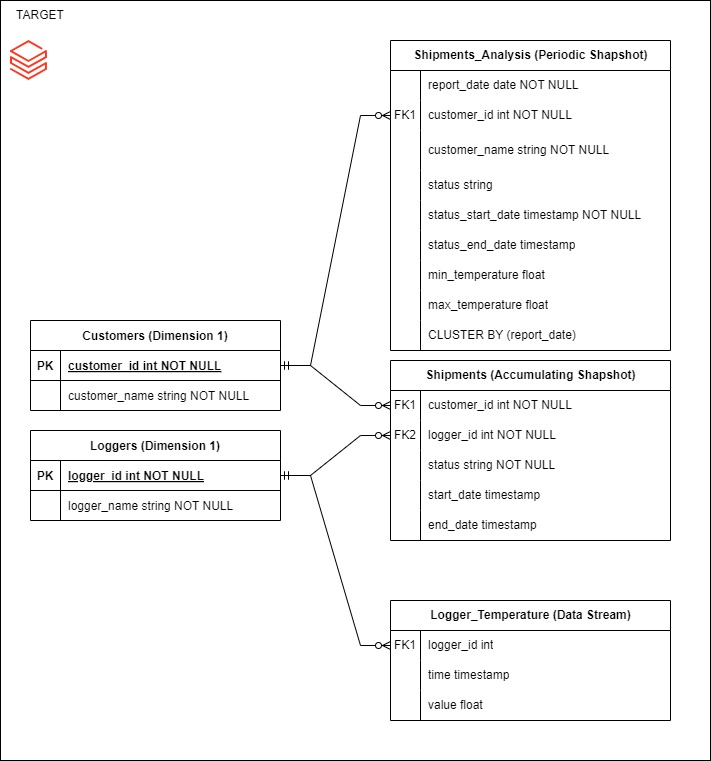 TARGET
Shipments_Analysis (Periodic Shapshot)
report_date date NOT NULL
FK1 customer_id int NOT NULL
customer_name string NOT NULL
status string
status_start_date timestamp NOT NULL
status_end_date timestamp
min_temperature float
max_temperature float
CLUSTER BY (report_date)
Customers (Dimension 1)
PK customer_id int NOT NULL
customer_name string NOT NULL
Shipments (Accumulating Shapshot)
FK1 customer_id int NOT NULL
FK2 logger_id int NOT NULL
status string NOT NULL
start_date timestamp
end_date timestamp
Loggers (Dimension 1)
PK logger_id int NOT NULL
logger_name string NOT NULL
Logger_Temperature (Data Stream)
FK1 logger_id int
time timestamp
value float